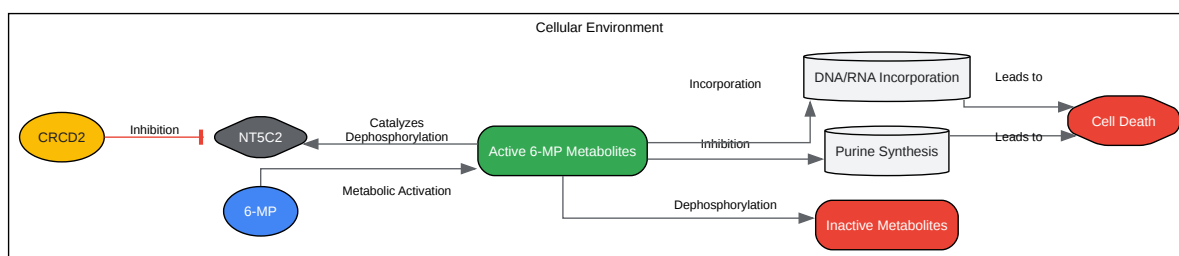 Cellular Environment
CRCD2
Inhibition
NT5C2
Catalyzes
Dephosphorylation
6-MP
Metabolic Activation
Active 6-MP Metabolites
Incorporation
DNA/RNA Incorporation
Leads to
Inhibition
Purine Synthesis
Leads to
Cell Death
Dephosphorylation
Inactive Metabolites